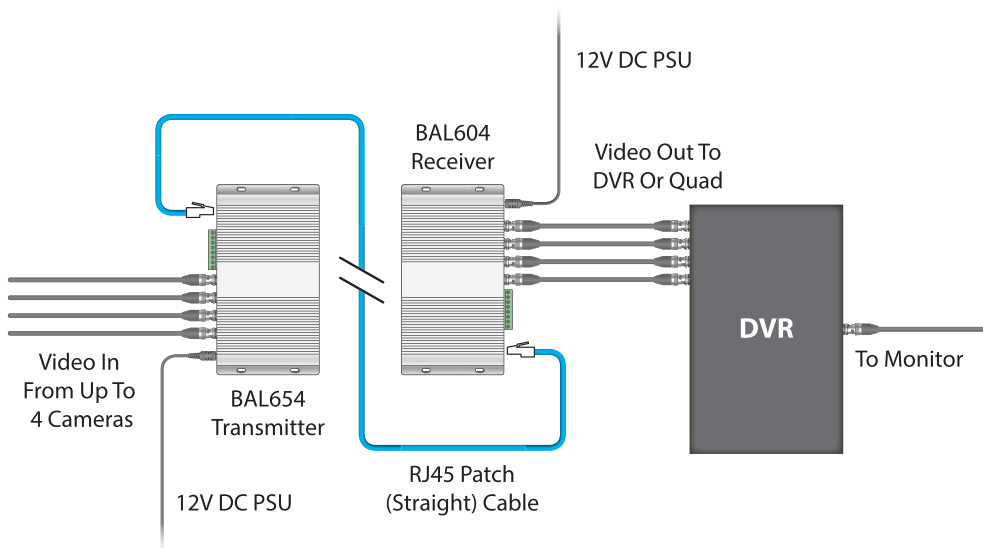 12V DC PSU
BAL604
Receiver
Video Out To
DVR Or Quad
DVR
To Monitor
Video In
From Up To
4 Cameras
BAL654
Transmitter
RJ45 Patch
(Straight) Cable
12V DC PSU